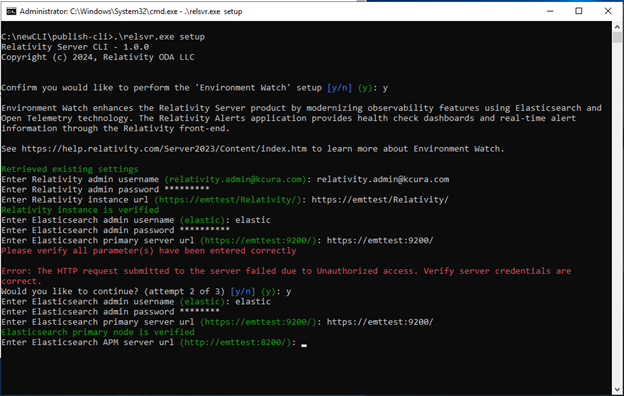 Administrator: C:\Windows\System32\cmd.exe - .\relsvr.exe setup
C:\newCLI\publish-cli>.\relsvr.exe setup
Relativity Server CLI - 1.0.0
Copyright (c) 2024, Relativity ODA LLC
Confirm you would like to perform the 'Environment Watch' setup [y/n] (y): y
Environment Watch enhances the Relativity Server product by modernizing observability features using Elasticsearch and
Open Telemetry technology. The Relativity Alerts application provides health check dashboards and real-time alert
information through the Relativity front-end.
See https://help.relativity.com/Server2023/Content/index.htm to learn more about Environment Watch.
Retrieved existing settings
Enter Relativity admin username (relativity.admin@kcura.com): relativity.admin@kcura.com
Enter Relativity admin password *********
Enter Relativity instance url (https://emttest/Relativity/): https://emttest/Relativity/
Relativity instance is verified
Enter Elasticsearch admin username (elastic): elastic
Enter Elasticsearch admin password **********
Enter Elasticsearch primary server url (https://emttest:9200/): https://emttest:9200/
Please verify all parameter(s) have been entered correctly
Error: The HTTP request submitted to the server failed due to Unauthorized access. Verify server credentials are
correct.
Would you like to continue? (attempt 2 of 3) [y/n] (y): y
Enter Elasticsearch admin username (elastic): elastic
Enter Elasticsearch admin password ********
Enter Elasticsearch primary server url (https://emttest:9200/): https://emttest:9200/
Elasticsearch primary node is verified
Enter Elasticsearch APM server url (http://emttest:8200/):